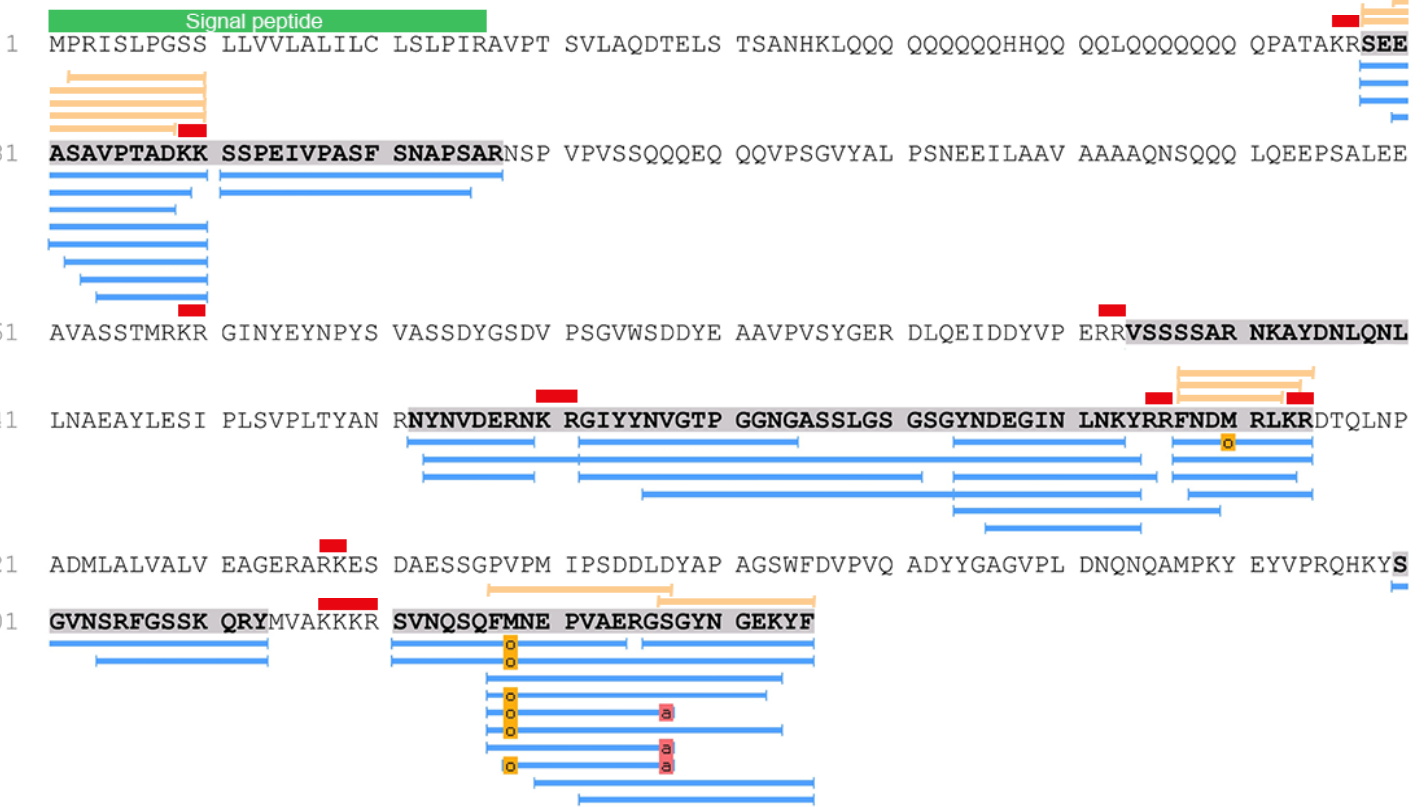 Signal peptide
1 MPRISLPGSS LLVVLALILC LSLPIRAVPT SVLAQDTELS TSANHKLQQQ QQQQQQHHQQ QQLQQQQQQQ QPATAKRSEE
81 ASAVPTADKK SSPEIVPASF SNAPSARNSP VPVSSQQQEQ QQVPSGVYAL PSNEEILAAV AAAAQNSQQQ LQEEPSALEE
61 AVASSTMRKR GINYEYNPYS VASSDYGSDV PSGVWSDDYE AAVPVSYGER DLQEIDDYVP ERRVSSSSAR NKAYDNLQNL
41 LNAEAYLESI PLSVPLTYAN RNYNVDERNK RGIYYNVGTP GGNGASSLGS GSGYNDEGIN LNKYRRFNDM RLKRDTQLNP
o
21 ADMLALVALV EAGERARKES DAESSGPVPM IPSDDLDYAP AGSWFDVPVQ ADYYGAGVPL DNQNQAMPKY EYVPRQHKYS
01 GVNSRFGSSK QRYMVAKKKR SVNQSQFMNE PVAERGSGYN GEKYF
o
o
o
o a
o
a
o a